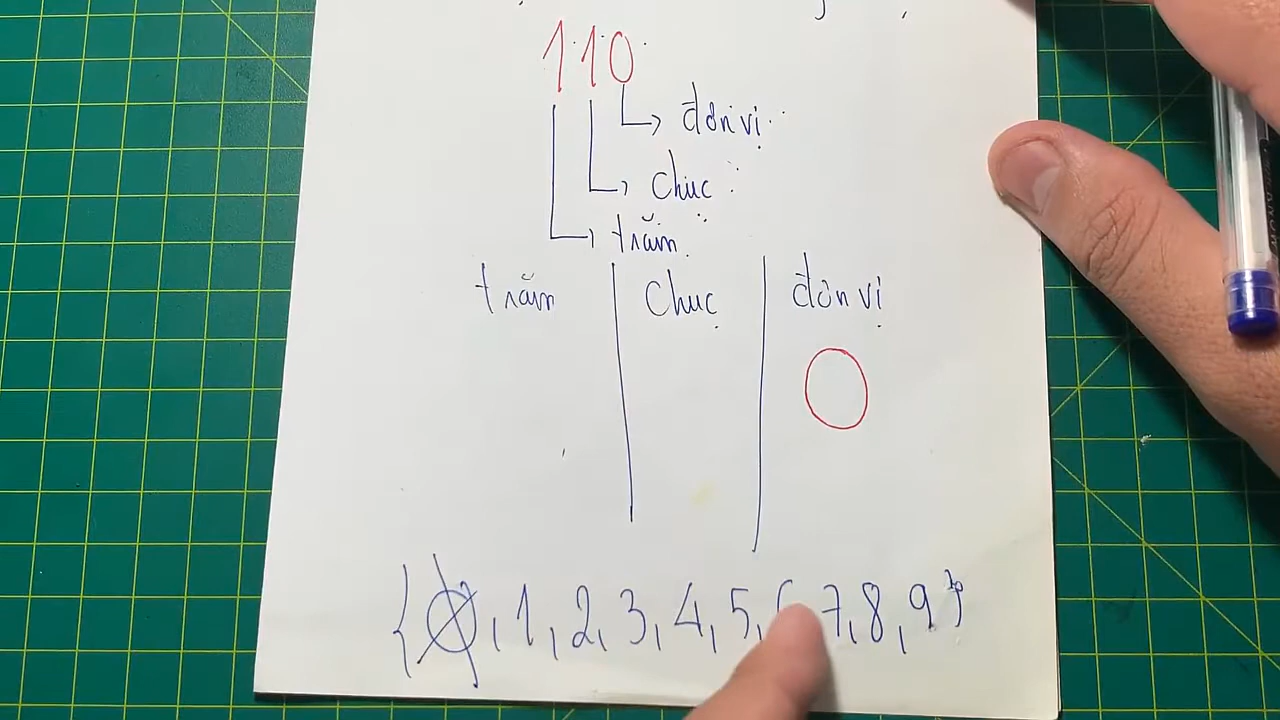 110
đơn vị
chục
trăm
trăm chục đơn vị
0
{0, 1, 2, 3, 4, 5, 6, 7, 8, 9}